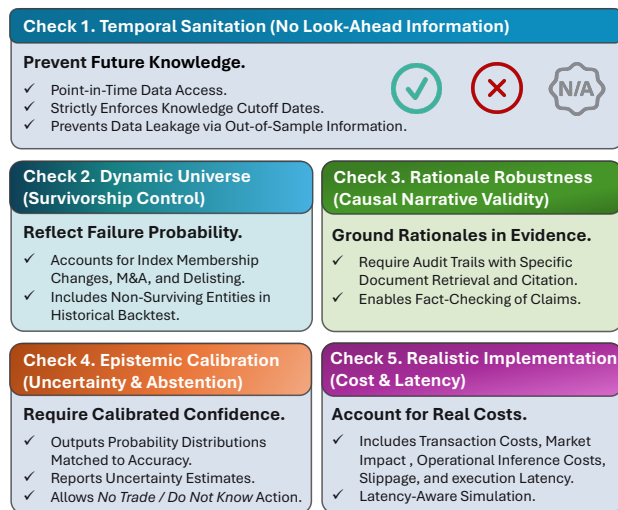 Check 1. Temporal Sanitation (No Look-Ahead Information)
Prevent Future Knowledge.
✓ Point-in-Time Data Access.
✓ Strictly Enforces Knowledge Cutoff Dates.
✓ Prevents Data Leakage via Out-of-Sample Information.
N/A
Check 2. Dynamic Universe
(Survivorship Control)
Reflect Failure Probability.
✓ Accounts for Index Membership
Changes, M&A, and Delisting.
✓ Includes Non-Surviving Entities in
Historical Backtest.
Check 3. Rationale Robustness
(Causal Narrative Validity)
Ground Rationales in Evidence.
✓ Require Audit Trails with Specific
Document Retrieval and Citation.
✓ Enables Fact-Checking of Claims.
Check 4. Epistemic Calibration
(Uncertainty & Abstention)
Require Calibrated Confidence.
✓ Outputs Probability Distributions
Matched to Accuracy.
✓ Reports Uncertainty Estimates.
✓ Allows No Trade / Do Not Know Action.
Check 5. Realistic Implementation
(Cost & Latency)
Account for Real Costs.
✓ Includes Transaction Costs, Market
Impact , Operational Inference Costs,
Slippage, and execution Latency.
✓ Latency-Aware Simulation.